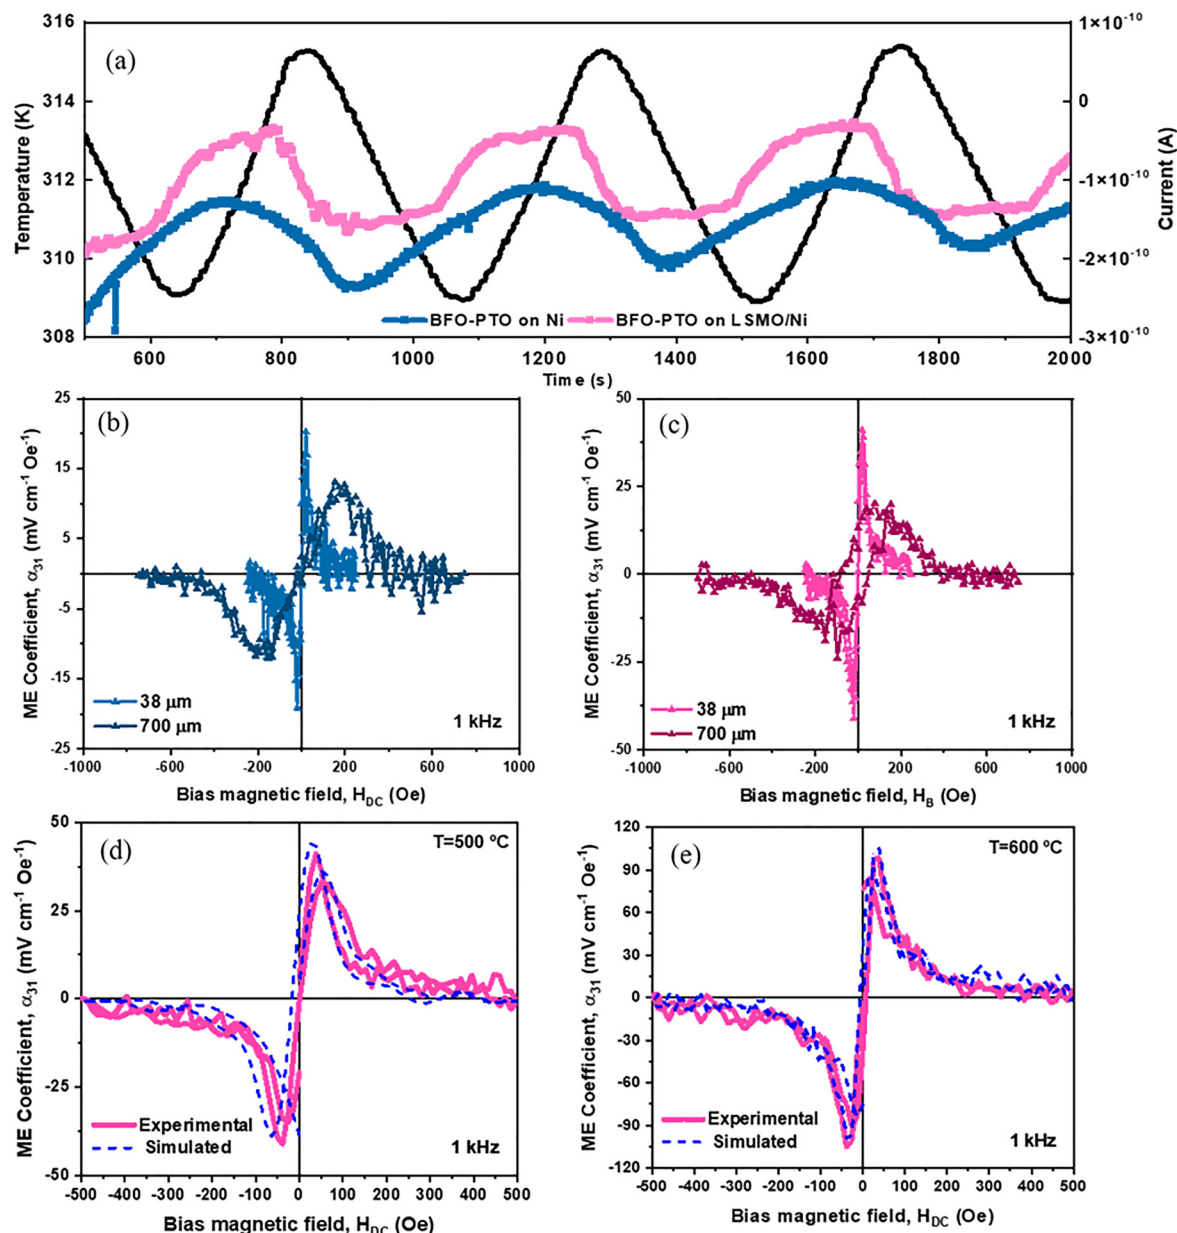 (a)
316
314
312
310
308
Temperature (K)
1×10⁻¹⁰
0
-1×10⁻¹⁰
-2×10⁻¹⁰
-3×10⁻¹⁰
Current (A)
BFO-PTO on Ni BFO-PTO on LSMO/Ni
600 800 1000 1200 1400 1600 1800 2000
Time (s)
(b)
25
15
5
-5
-15
-25
ME Coefficient, α₃₁ (mV cm⁻¹ Oe⁻¹)
38 μm
700 μm
1 kHz
-1000 -600 -200 200 600 1000
Bias magnetic field, H_DC (Oe)
(c)
50
25
0
-25
-50
ME Coefficient, α₃₁ (mV cm⁻¹ Oe⁻¹)
38 μm
700 μm
1 kHz
-1000 -600 -200 200 600 1000
Bias magnetic field, H_B (Oe)
(d)
T=500 ºC
50
25
0
-25
-50
ME Coefficient, α₃₁ (mV cm⁻¹ Oe⁻¹)
Experimental
Simulated
1 kHz
-500 -400 -300 -200 -100 0 100 200 300 400 500
Bias magnetic field, H_DC (Oe)
(e)
T=600 ºC
120
90
60
30
0
-30
-60
-90
-120
ME Coefficient, α₃₁ (mV cm⁻¹ Oe⁻¹)
Experimental
Simulated
1 kHz
-500 -400 -300 -200 -100 0 100 200 300 400 500
Bias magnetic field, H_DC (Oe)